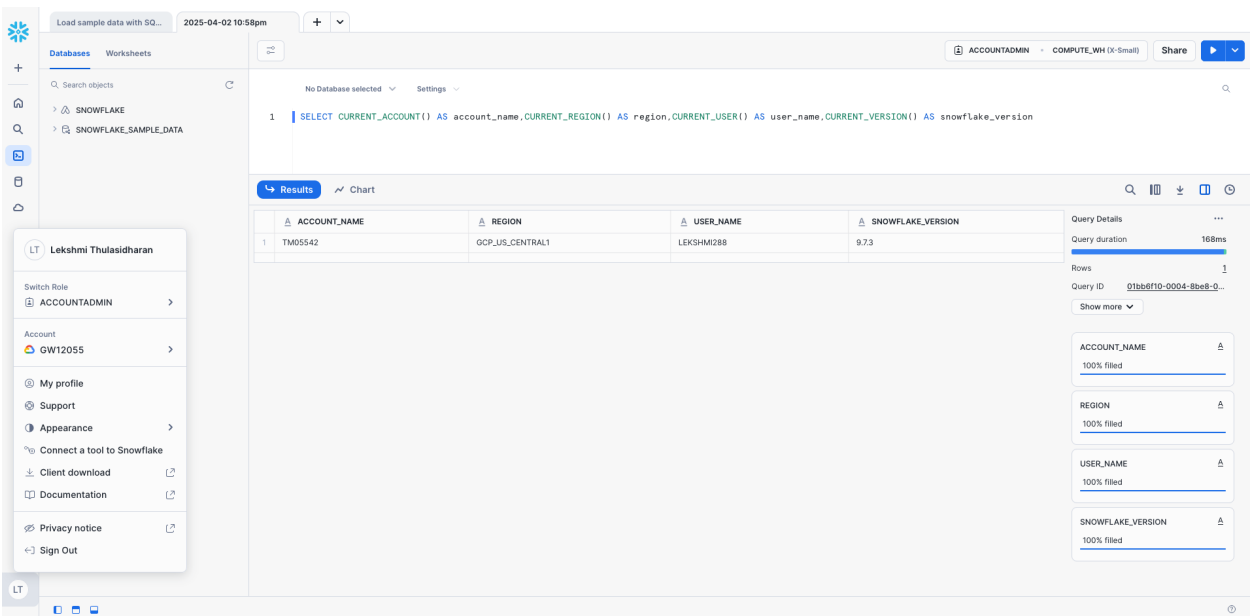 Load sample data with SQ...
2025-04-02 10:58pm
Databases
Worksheets
ACCOUNTADMIN
COMPUTE_WH (X-Small)
Share
Search objects
No Database selected
Settings
SNOWFLAKE
SNOWFLAKE_SAMPLE_DATA
1
SELECT CURRENT_ACCOUNT() AS account_name,CURRENT_REGION() AS region,CURRENT_USER() AS user_name,CURRENT_VERSION() AS snowflake_version
Results
Chart
A ACCOUNT_NAME
A REGION
A USER_NAME
A SNOWFLAKE_VERSION
1 TM05542 GCP_US_CENTRAL1 LEKSHMI288 9.7.3
Query Details
...
Query duration 168ms
Rows 1
Query ID 01bb6f10-0004-8be8-0...
Show more
ACCOUNT_NAME A
100% filled
REGION A
100% filled
USER_NAME A
100% filled
SNOWFLAKE_VERSION A
100% filled
LT Lekshmi Thulasidharan
Switch Role
ACCOUNTADMIN
Account
GW12055
My profile
Support
Appearance
Connect a tool to Snowflake
Client download
Documentation
Privacy notice
Sign Out
LT